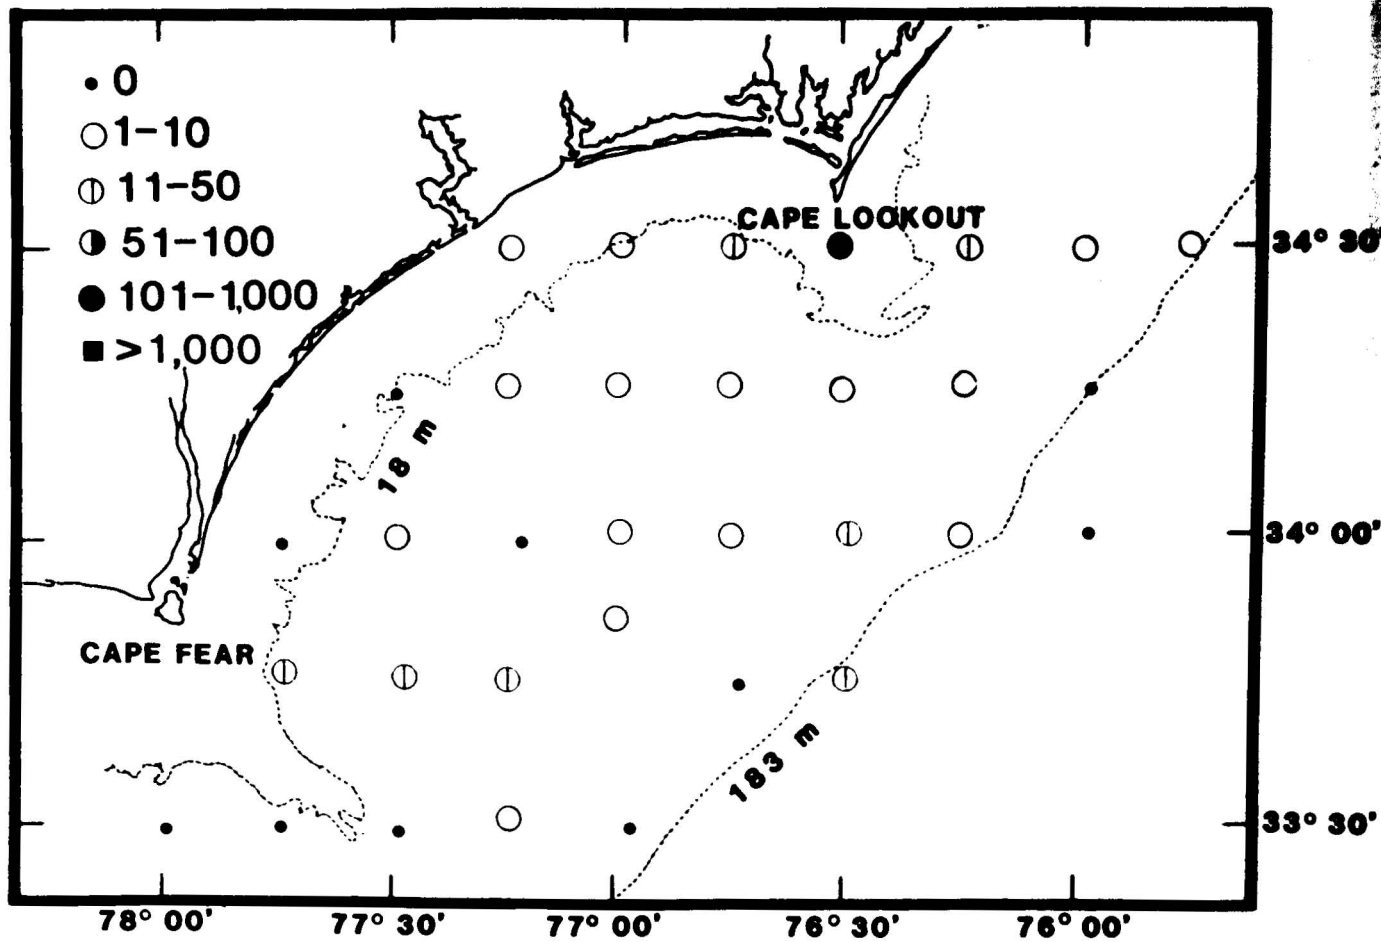 0
1-10
11-50
51-100
101-1,000
>1,000
CAPE LOOKOUT
34° 30'
18 m
34° 00'
CAPE FEAR
183 m
33° 30'
78° 00' 77° 30' 77° 00' 76° 30' 76° 00'